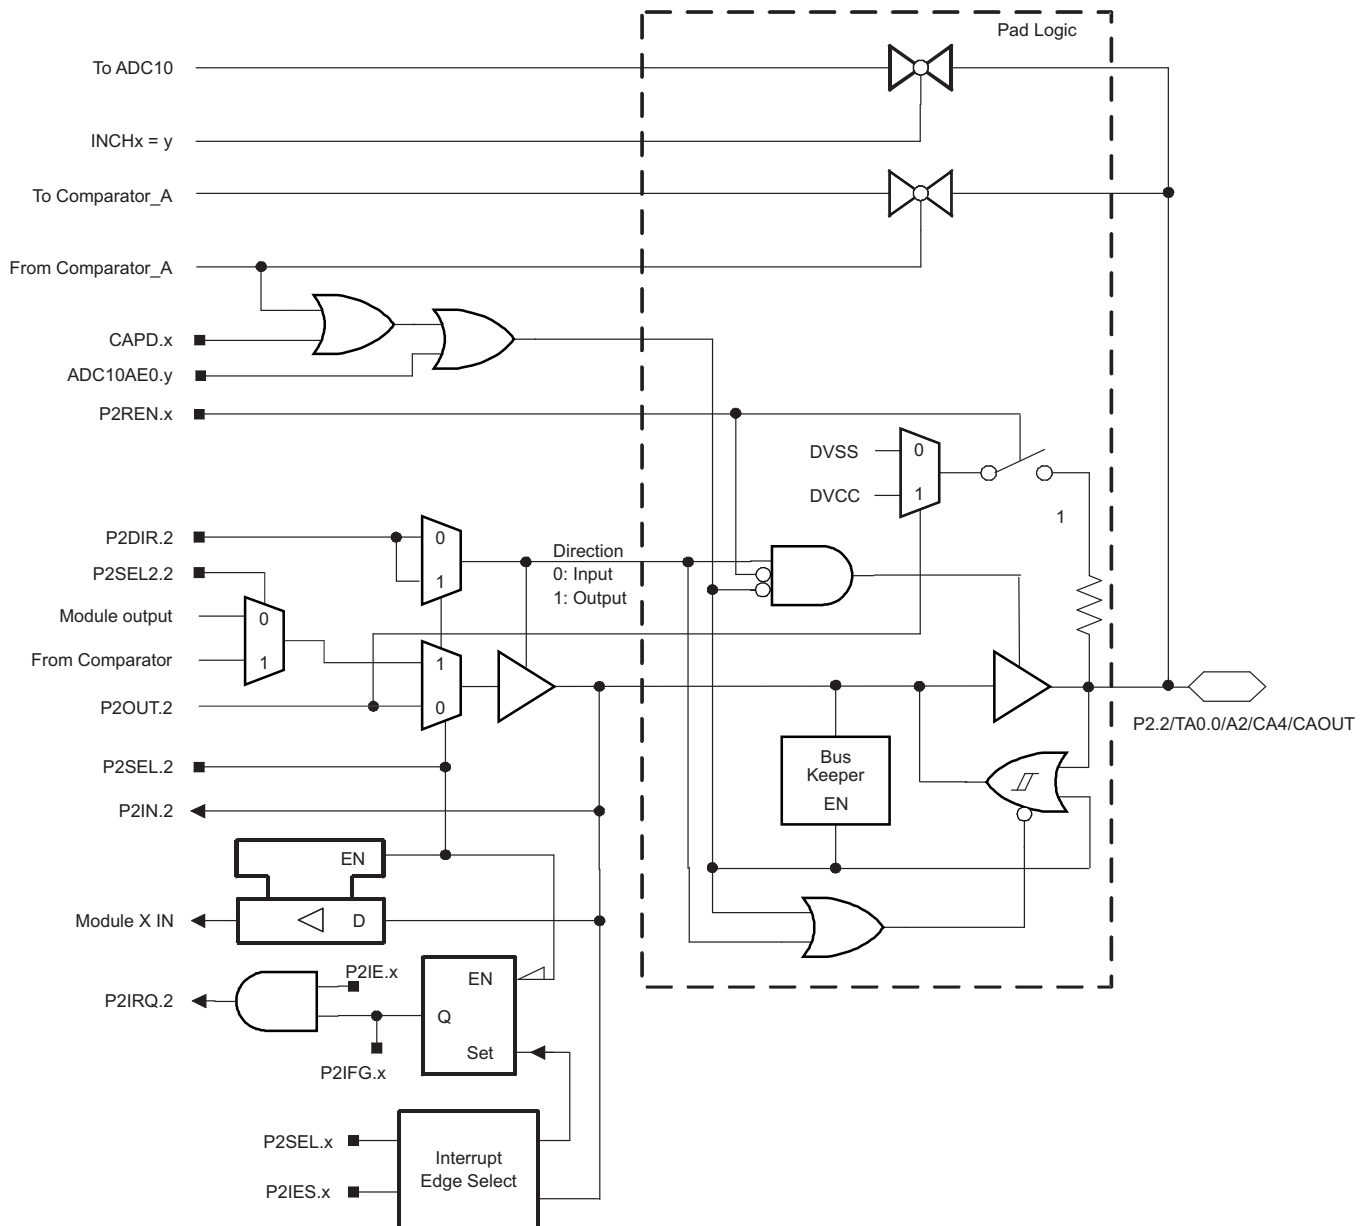 Pad Logic
To ADC10
INCHx = y
To Comparator_A
From Comparator_A
CAPD.x
ADC10AE0.y
P2REN.x
DVSS
0
DVCC
1
1
P2DIR.2
0
Direction
0: Input
1: Output
P2SEL2.2
1
Module output
0
From Comparator
1
1
P2OUT.2
0
P2.2/TA0.0/A2/CA4/CAOUT
Bus
Keeper
EN
P2SEL.2
P2IN.2
EN
Module X IN
D
P2IE.x
EN
P2IRQ.2
Q
Set
P2IFG.x
P2SEL.x
Interrupt
Edge Select
P2IES.x